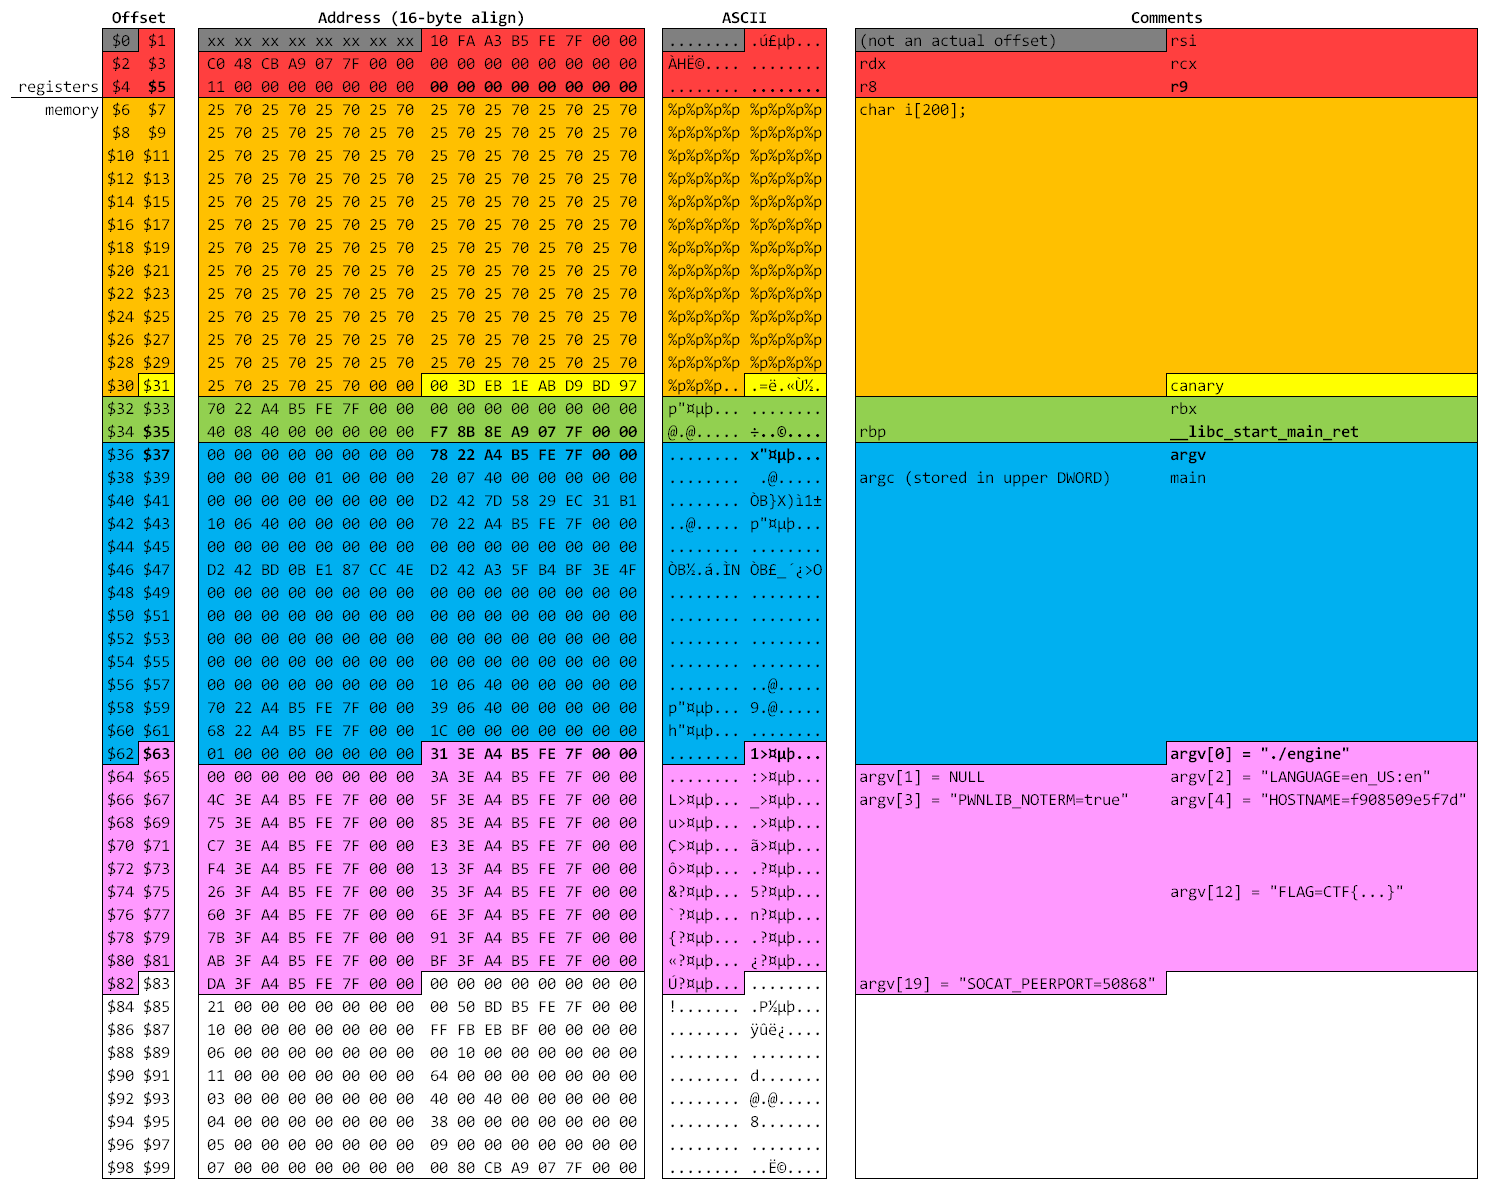 Offset Address (16-byte align) ASCII Comments
$0 $1 xx xx xx xx xx xx xx xx 10 FA A3 B5 FE 7F 00 00 ........ .ú£µþ... (not an actual offset) rsi
$2 $3 C0 48 CB A9 07 7F 00 00 00 00 00 00 00 00 00 00 ÀHË©.... ........ rdx rcx
registers $4 $5 11 00 00 00 00 00 00 00 00 00 00 00 00 00 00 00 ........ ........ r8 r9
memory $6 $7 25 70 25 70 25 70 25 70 25 70 25 70 25 70 25 70 %p%p%p%p %p%p%p%p char i[200];
$8 $9 25 70 25 70 25 70 25 70 25 70 25 70 25 70 25 70 %p%p%p%p %p%p%p%p
$10 $11 25 70 25 70 25 70 25 70 25 70 25 70 25 70 25 70 %p%p%p%p %p%p%p%p
$12 $13 25 70 25 70 25 70 25 70 25 70 25 70 25 70 25 70 %p%p%p%p %p%p%p%p
$14 $15 25 70 25 70 25 70 25 70 25 70 25 70 25 70 25 70 %p%p%p%p %p%p%p%p
$16 $17 25 70 25 70 25 70 25 70 25 70 25 70 25 70 25 70 %p%p%p%p %p%p%p%p
$18 $19 25 70 25 70 25 70 25 70 25 70 25 70 25 70 25 70 %p%p%p%p %p%p%p%p
$20 $21 25 70 25 70 25 70 25 70 25 70 25 70 25 70 25 70 %p%p%p%p %p%p%p%p
$22 $23 25 70 25 70 25 70 25 70 25 70 25 70 25 70 25 70 %p%p%p%p %p%p%p%p
$24 $25 25 70 25 70 25 70 25 70 25 70 25 70 25 70 25 70 %p%p%p%p %p%p%p%p
$26 $27 25 70 25 70 25 70 25 70 25 70 25 70 25 70 25 70 %p%p%p%p %p%p%p%p
$28 $29 25 70 25 70 25 70 25 70 25 70 25 70 25 70 25 70 %p%p%p%p %p%p%p%p
$30 $31 25 70 25 70 25 70 00 00 00 3D EB 1E AB D9 BD 97 %p%p%p.. .=ë.«Ù½. canary
$32 $33 70 22 A4 B5 FE 7F 00 00 00 00 00 00 00 00 00 00 p"¤µþ... ........ rbx
$34 $35 40 08 40 00 00 00 00 00 F7 8B 8E A9 07 7F 00 00 @.@..... ÷..©.... rbp __libc_start_main_ret
$36 $37 00 00 00 00 00 00 00 00 78 22 A4 B5 FE 7F 00 00 ........ x"¤µþ... argv
$38 $39 00 00 00 00 01 00 00 00 20 07 40 00 00 00 00 00 ........ .@..... argc (stored in upper DWORD) main
$40 $41 00 00 00 00 00 00 00 00 D2 42 7D 58 29 EC 31 B1 ........ ÒB}X)ì1±
$42 $43 10 06 40 00 00 00 00 00 70 22 A4 B5 FE 7F 00 00 ..@..... p"¤µþ...
$44 $45 00 00 00 00 00 00 00 00 00 00 00 00 00 00 00 00 ........ ........
$46 $47 D2 42 BD 0B E1 87 CC 4E D2 42 A3 5F B4 BF 3E 4F ÒB½.á.ÌN ÒB£_´¿>O
$48 $49 00 00 00 00 00 00 00 00 00 00 00 00 00 00 00 00 ........ ........
$50 $51 00 00 00 00 00 00 00 00 00 00 00 00 00 00 00 00 ........ ........
$52 $53 00 00 00 00 00 00 00 00 00 00 00 00 00 00 00 00 ........ ........
$54 $55 00 00 00 00 00 00 00 00 00 00 00 00 00 00 00 00 ........ ........
$56 $57 00 00 00 00 00 00 00 00 10 06 40 00 00 00 00 00 ........ ..@.....
$58 $59 70 22 A4 B5 FE 7F 00 00 39 06 40 00 00 00 00 00 p"¤µþ... 9.@.....
$60 $61 68 22 A4 B5 FE 7F 00 00 1C 00 00 00 00 00 00 00 h"¤µþ... ........
$62 $63 01 00 00 00 00 00 00 00 31 3E A4 B5 FE 7F 00 00 ........ 1>¤µþ... argv[0] = "./engine"
$64 $65 00 00 00 00 00 00 00 00 3A 3E A4 B5 FE 7F 00 00 ........ :>¤µþ... argv[1] = NULL argv[2] = "LANGUAGE=en_US:en"
$66 $67 4C 3E A4 B5 FE 7F 00 00 5F 3E A4 B5 FE 7F 00 00 L>¤µþ... _>¤µþ... argv[3] = "PWNLIB_NOTERM=true" argv[4] = "HOSTNAME=f908509e5f7d"
$68 $69 75 3E A4 B5 FE 7F 00 00 85 3E A4 B5 FE 7F 00 00 u>¤µþ... .>¤µþ...
$70 $71 C7 3E A4 B5 FE 7F 00 00 E3 3E A4 B5 FE 7F 00 00 Ç>¤µþ... ã>¤µþ...
$72 $73 F4 3E A4 B5 FE 7F 00 00 13 3F A4 B5 FE 7F 00 00 ô>¤µþ... .?¤µþ...
$74 $75 26 3F A4 B5 FE 7F 00 00 35 3F A4 B5 FE 7F 00 00 &?¤µþ... 5?¤µþ... argv[12] = "FLAG=CTF{...}"
$76 $77 60 3F A4 B5 FE 7F 00 00 6E 3F A4 B5 FE 7F 00 00 `?¤µþ... n?¤µþ...
$78 $79 7B 3F A4 B5 FE 7F 00 00 91 3F A4 B5 FE 7F 00 00 {?¤µþ... .?¤µþ...
$80 $81 AB 3F A4 B5 FE 7F 00 00 BF 3F A4 B5 FE 7F 00 00 «?¤µþ... ¿?¤µþ...
$82 $83 DA 3F A4 B5 FE 7F 00 00 00 00 00 00 00 00 00 00 Ú?¤µþ... ........ argv[19] = "SOCAT_PEERPORT=50868"
$84 $85 21 00 00 00 00 00 00 00 00 50 BD B5 FE 7F 00 00 !....... .P½µþ...
$86 $87 10 00 00 00 00 00 00 00 FF FB EB BF 00 00 00 00 ........ ÿûë¿....
$88 $89 06 00 00 00 00 00 00 00 00 10 00 00 00 00 00 00 ........ ........
$90 $91 11 00 00 00 00 00 00 00 64 00 00 00 00 00 00 00 ........ d.......
$92 $93 03 00 00 00 00 00 00 00 40 00 40 00 00 00 00 00 ........ @.@.....
$94 $95 04 00 00 00 00 00 00 00 38 00 00 00 00 00 00 00 ........ 8.......
$96 $97 05 00 00 00 00 00 00 00 09 00 00 00 00 00 00 00 ........ ........
$98 $99 07 00 00 00 00 00 00 00 00 80 CB A9 07 7F 00 00 ........ ..Ë©....